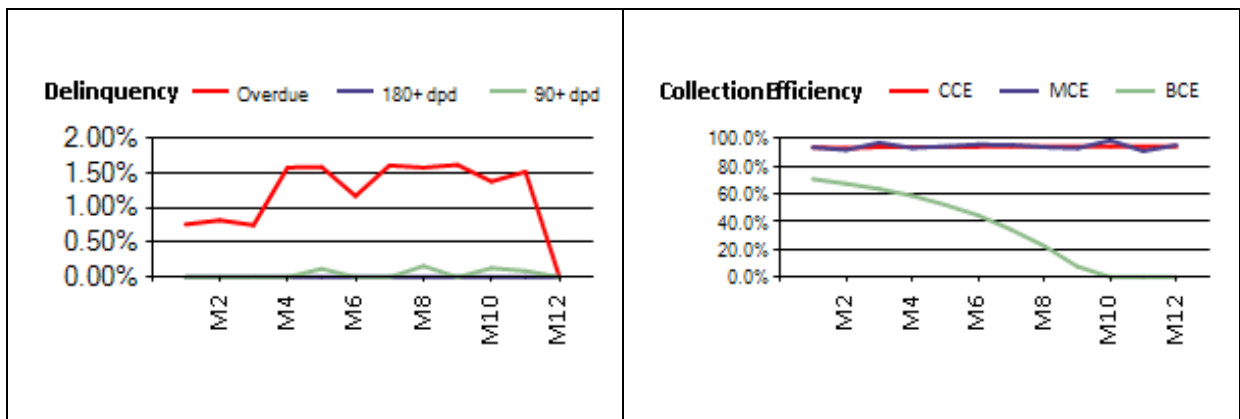 Delinquency Overdue 180+ dpd 90+ dpd
2.00%
1.50%
1.00%
0.50%
0.00%
M2 M4 M6 M8 M10 M12
CollectionEfficiency CCE MCE BCE
100.0%
80.0%
60.0%
40.0%
20.0%
0.0%
M2 M4 M6 M8 M10 M12